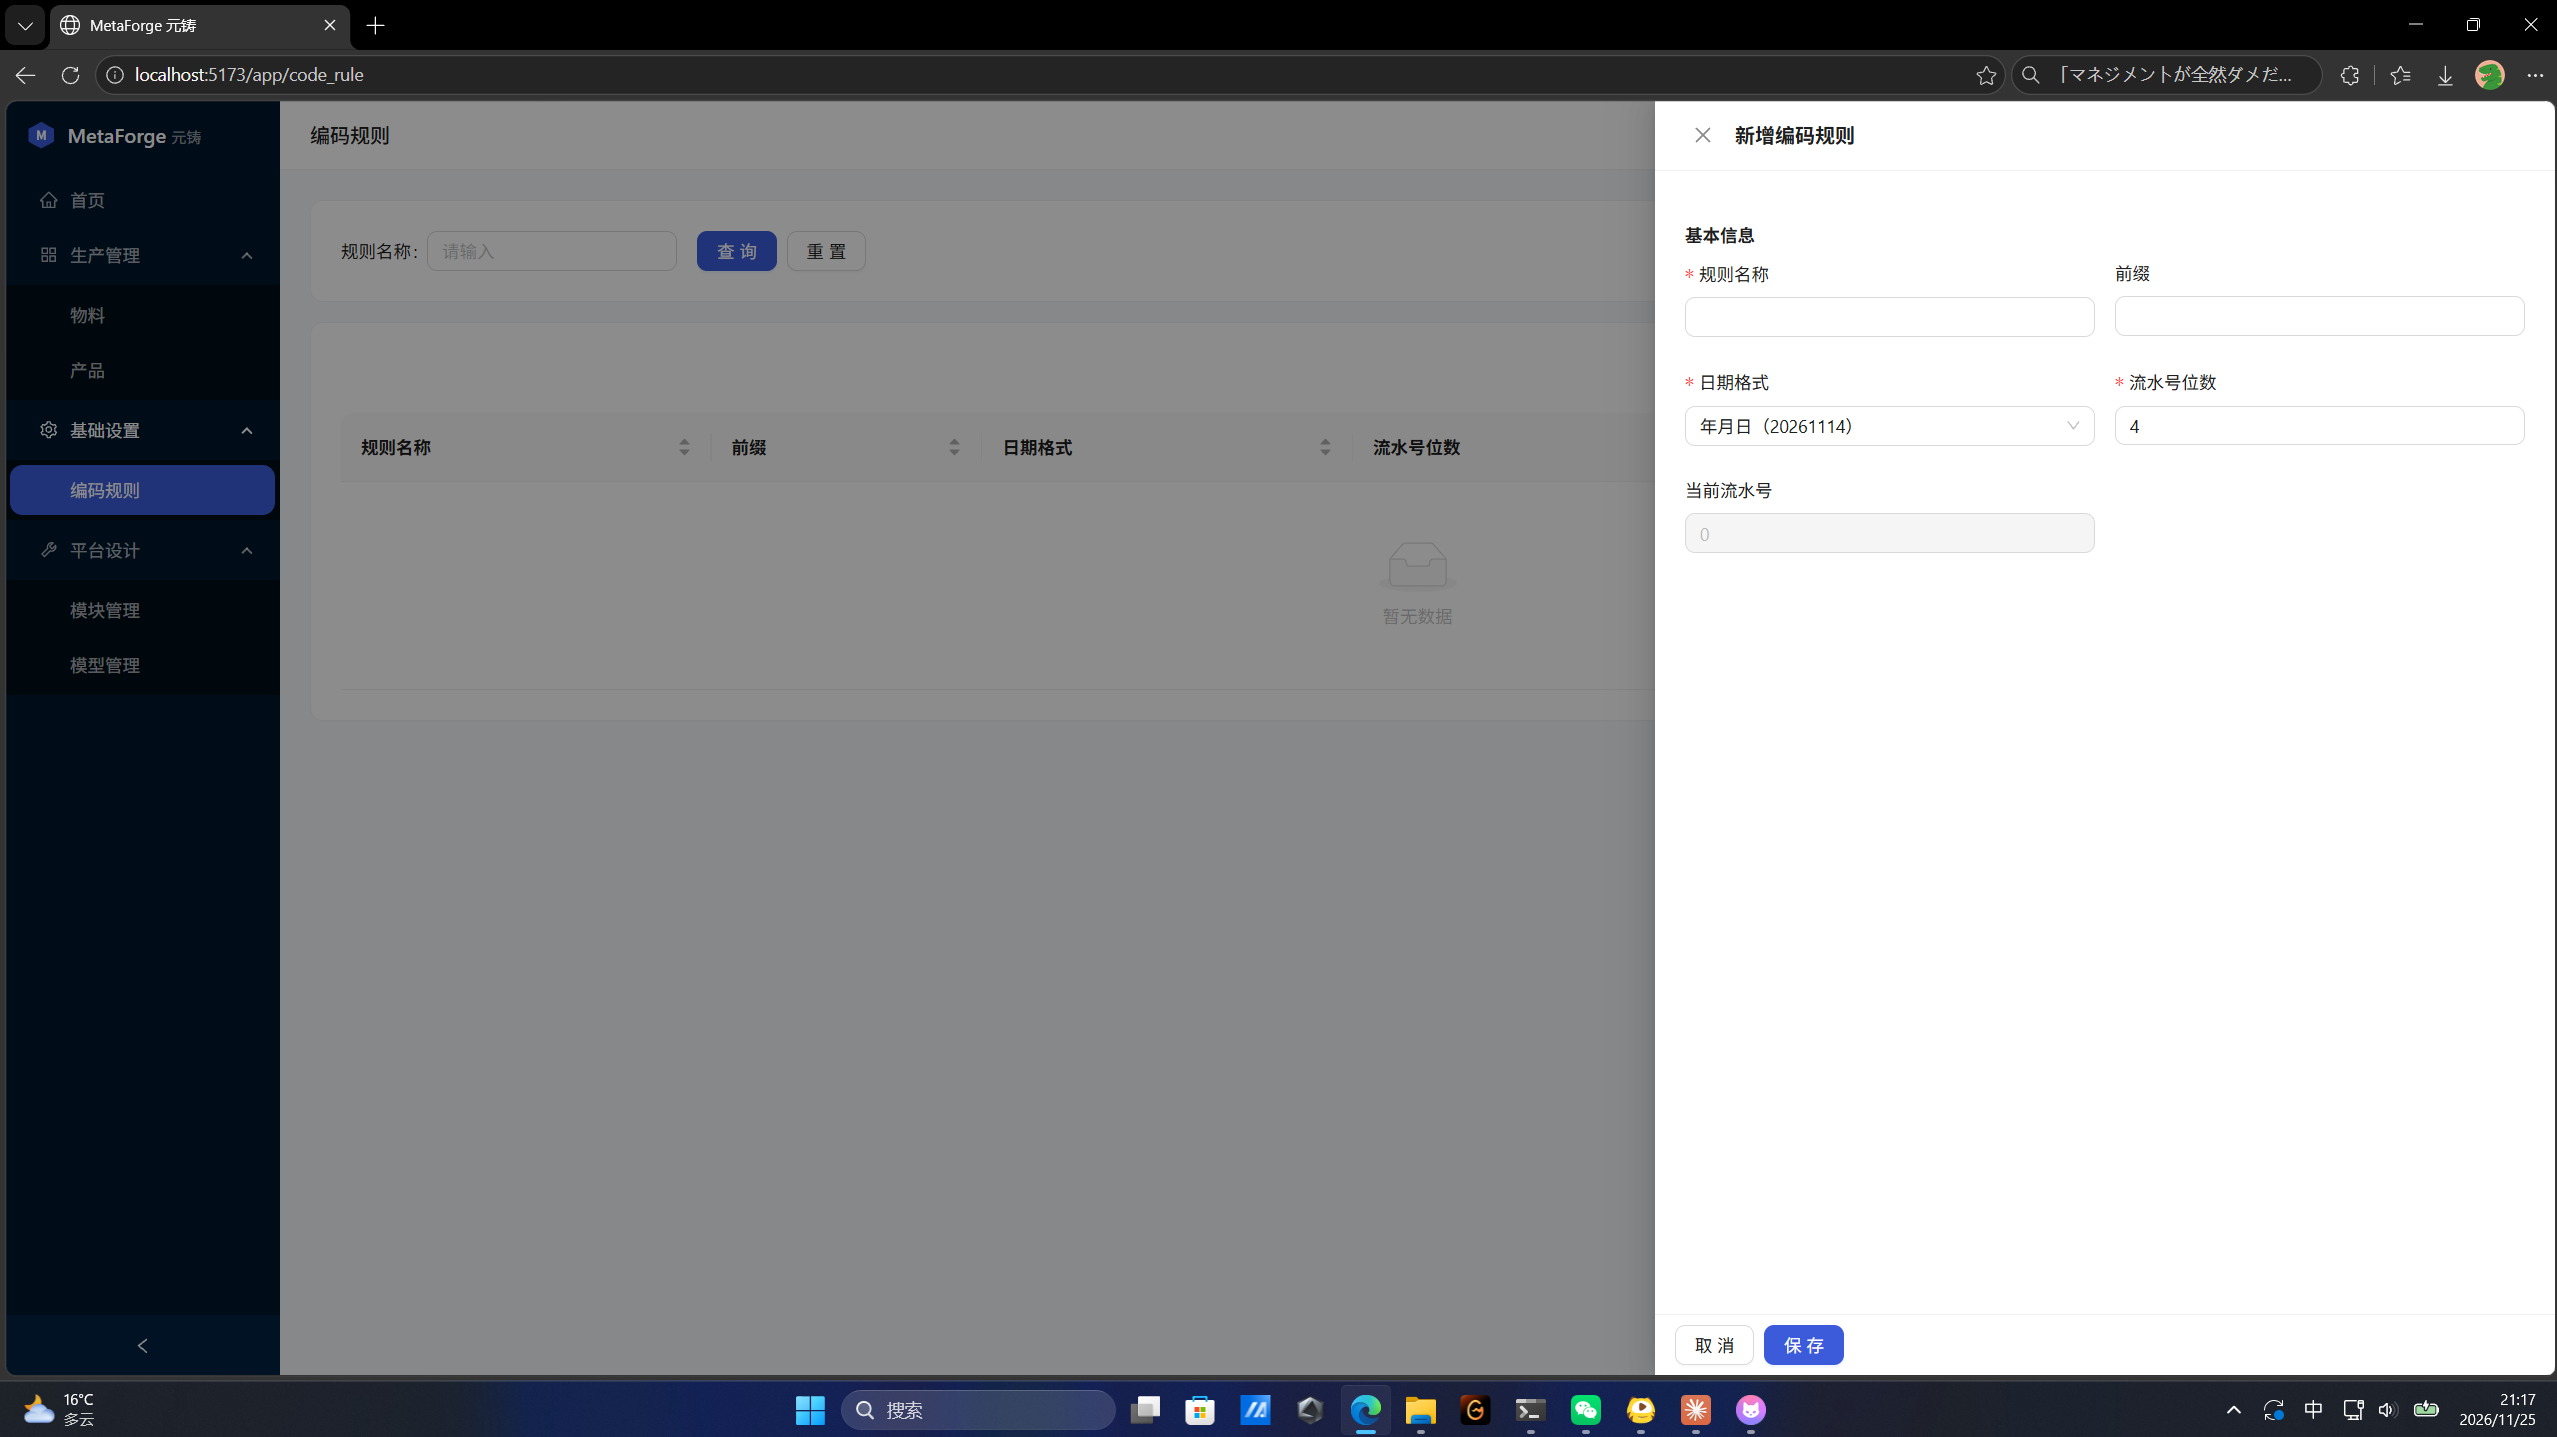 MetaForge 元铸
localhost:5173/app/code_rule
「マネジメントが全然ダメだ...
M MetaForge 元铸
首页
生产管理
物料
产品
基础设置
编码规则
平台设计
模块管理
模型管理
编码规则
规则名称: 请输入 查 询 重 置
规则名称 前缀 日期格式 流水号位数
暂无数据
新增编码规则
基本信息
* 规则名称 前缀
* 日期格式 * 流水号位数
年月日（20261114） 4
当前流水号
0
取 消 保 存
16°C
多云
搜索
中
21:17
2026/11/25